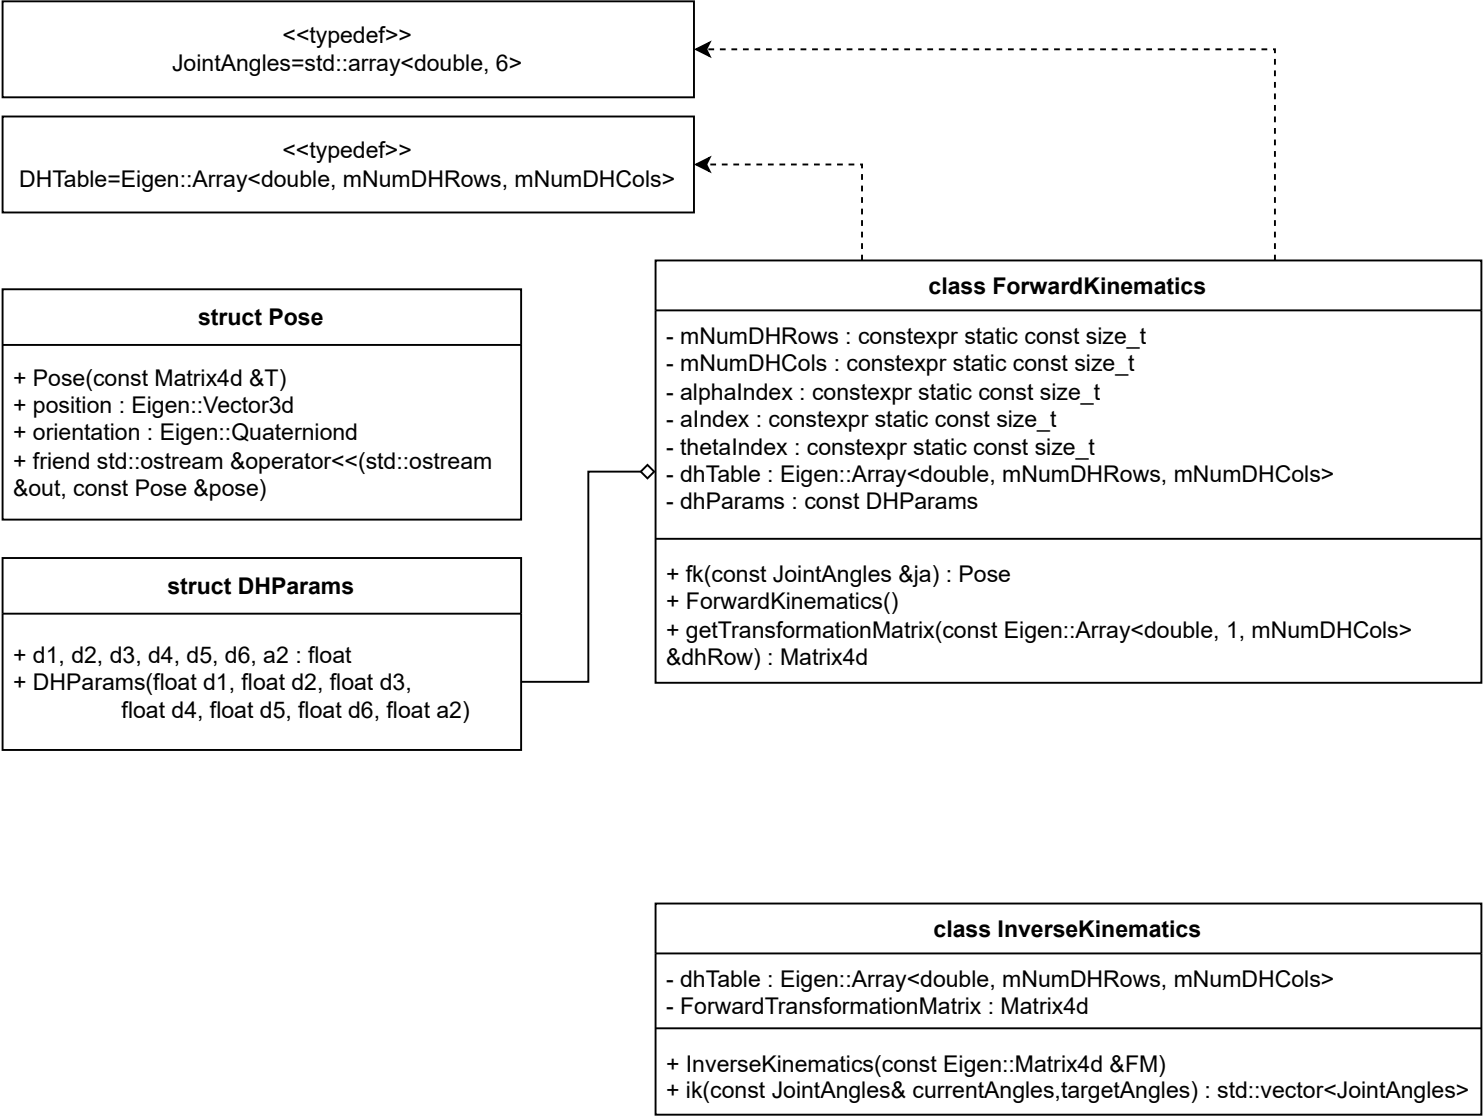 <<typedef>>
JointAngles=std::array<double, 6>
<<typedef>>
DHTable=Eigen::Array<double, mNumDHRows, mNumDHCols>
struct Pose
+ Pose(const Matrix4d &T)
+ position : Eigen::Vector3d
+ orientation : Eigen::Quaterniond
+ friend std::ostream &operator<<(std::ostream
&out, const Pose &pose)
struct DHParams
+ d1, d2, d3, d4, d5, d6, a2 : float
+ DHParams(float d1, float d2, float d3,
float d4, float d5, float d6, float a2)
class ForwardKinematics
- mNumDHRows : constexpr static const size_t
- mNumDHCols : constexpr static const size_t
- alphaIndex : constexpr static const size_t
- aIndex : constexpr static const size_t
- thetaIndex : constexpr static const size_t
- dhTable : Eigen::Array<double, mNumDHRows, mNumDHCols>
- dhParams : const DHParams
+ fk(const JointAngles &ja) : Pose
+ ForwardKinematics()
+ getTransformationMatrix(const Eigen::Array<double, 1, mNumDHCols>
&dhRow) : Matrix4d
class InverseKinematics
- dhTable : Eigen::Array<double, mNumDHRows, mNumDHCols>
- ForwardTransformationMatrix : Matrix4d
+ InverseKinematics(const Eigen::Matrix4d &FM)
+ ik(const JointAngles& currentAngles,targetAngles) : std::vector<JointAngles>